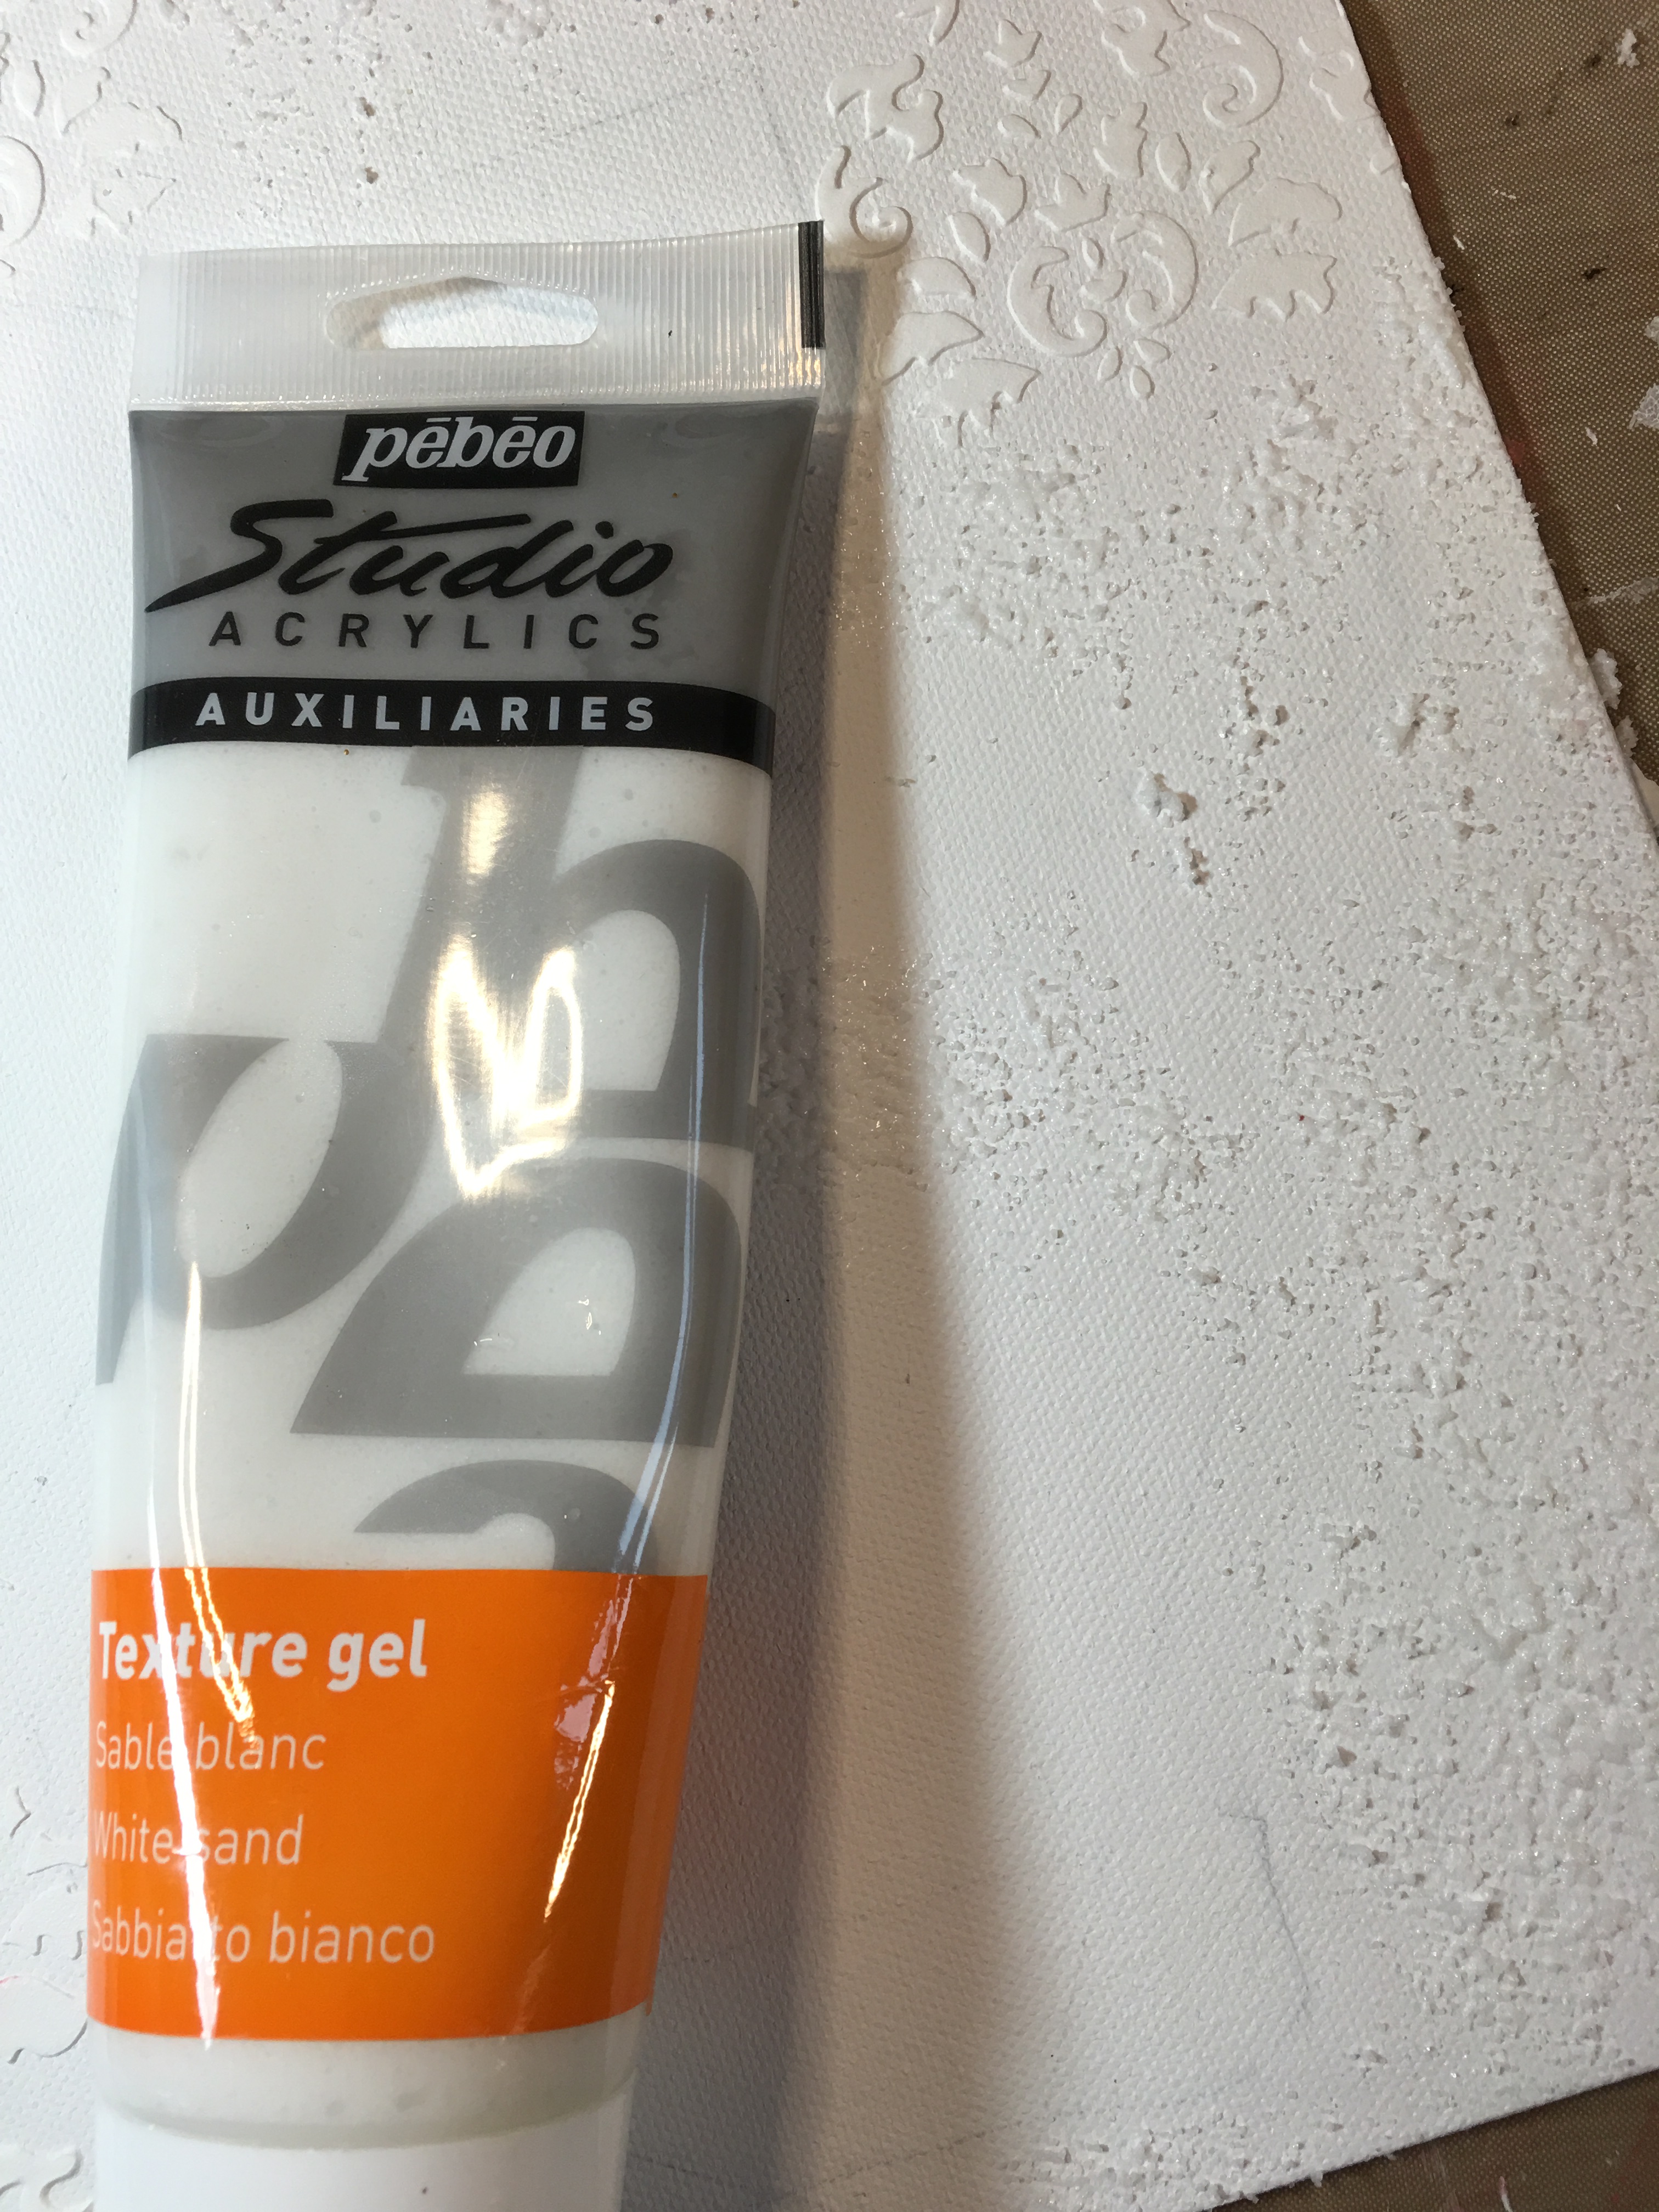 pēbēo
Studio
ACRYLICS
AUXILIARIES
Texture gel
Sable blanc
White sand
Sabbiato bianco